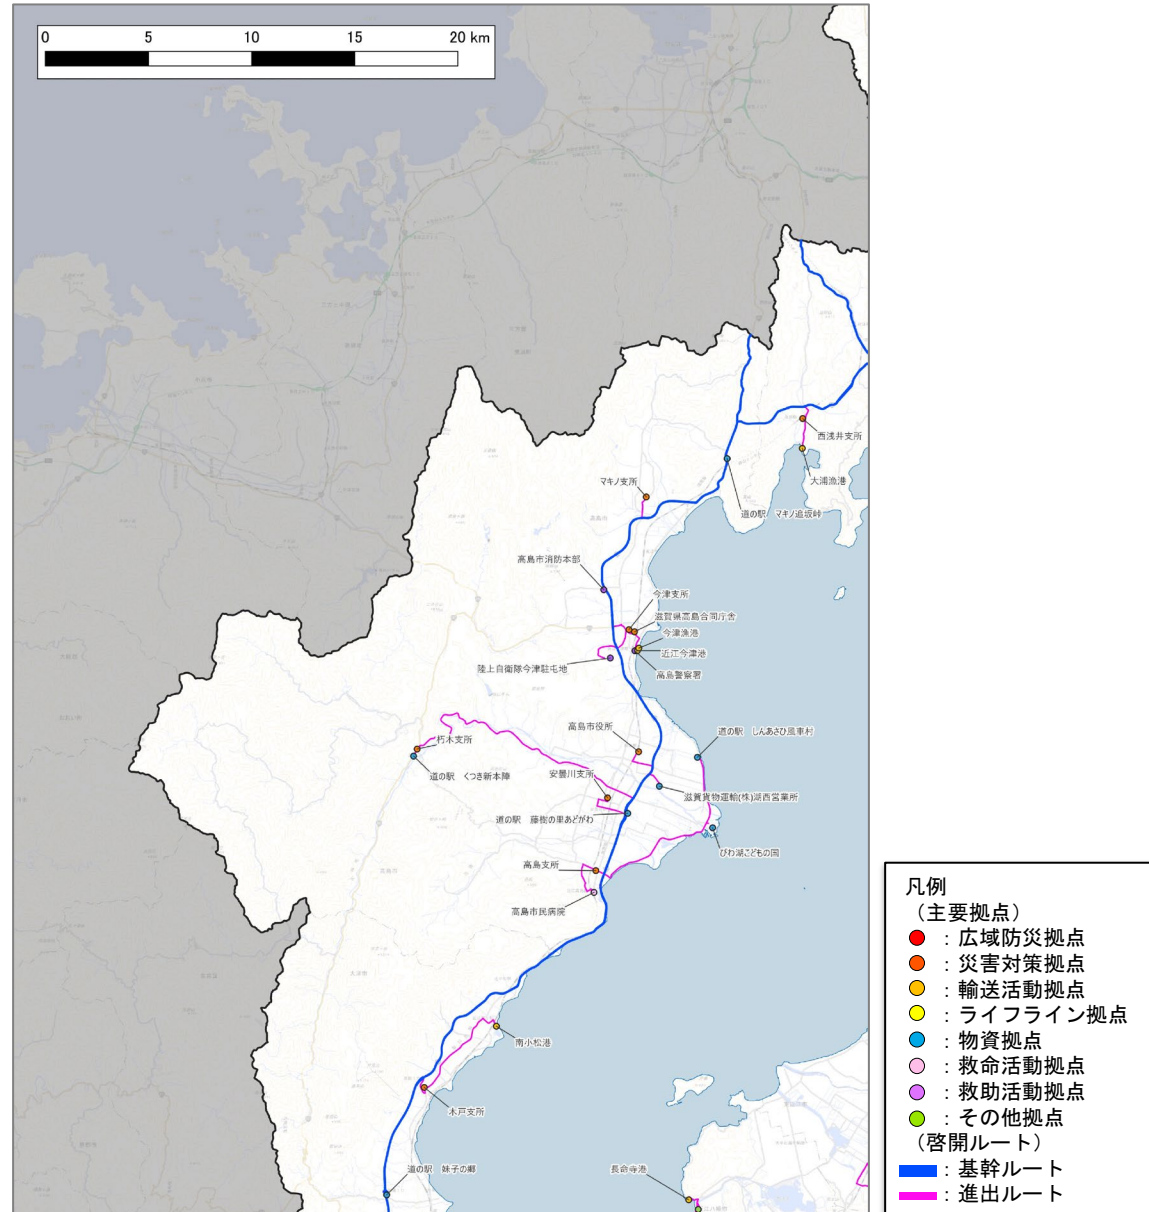 0 5 10 15 20 km
西浅井支所
大浦漁港
マキノ支所
道の駅 マキノ追坂峠
高島市消防本部
今津支所
滋賀県高島合同庁舎
今津漁港
近江今津港
陸上自衛隊今津駐屯地
高島警察署
高島市役所
道の駅 しんあさひ風車村
朽木支所
道の駅 くつき新本陣
安曇川支所
滋賀貨物運輸(株)湖西営業所
道の駅 藤樹の里あどがわ
びわ湖こどもの国
高島支所
高島市民病院
南小松港
木戸支所
道の駅 妹子の郷
長命寺港
凡例
（主要拠点）
：広域防災拠点
：災害対策拠点
：輸送活動拠点
：ライフライン拠点
：物資拠点
：救命活動拠点
：救助活動拠点
：その他拠点
（啓開ルート）
：基幹ルート
：進出ルート